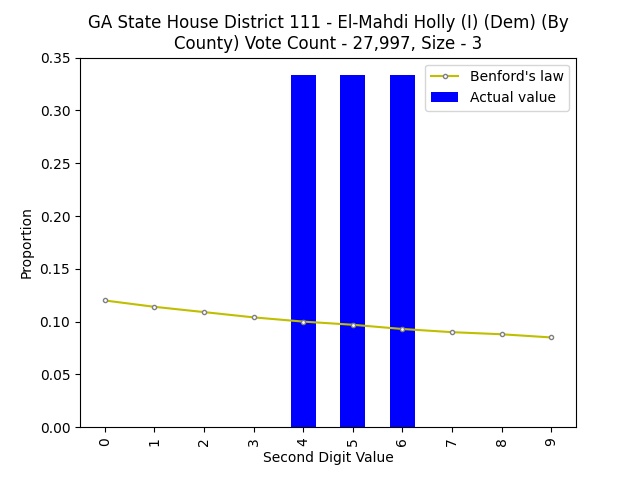 GA State House District 111 - El-Mahdi Holly (I) (Dem) (By
County) Vote Count - 27,997, Size - 3
Benford's law
Actual value
0.35
0.30
0.25
0.20
0.15
0.10
0.05
0.00
Proportion
0 1 2 3 4 5 6 7 8 9
Second Digit Value